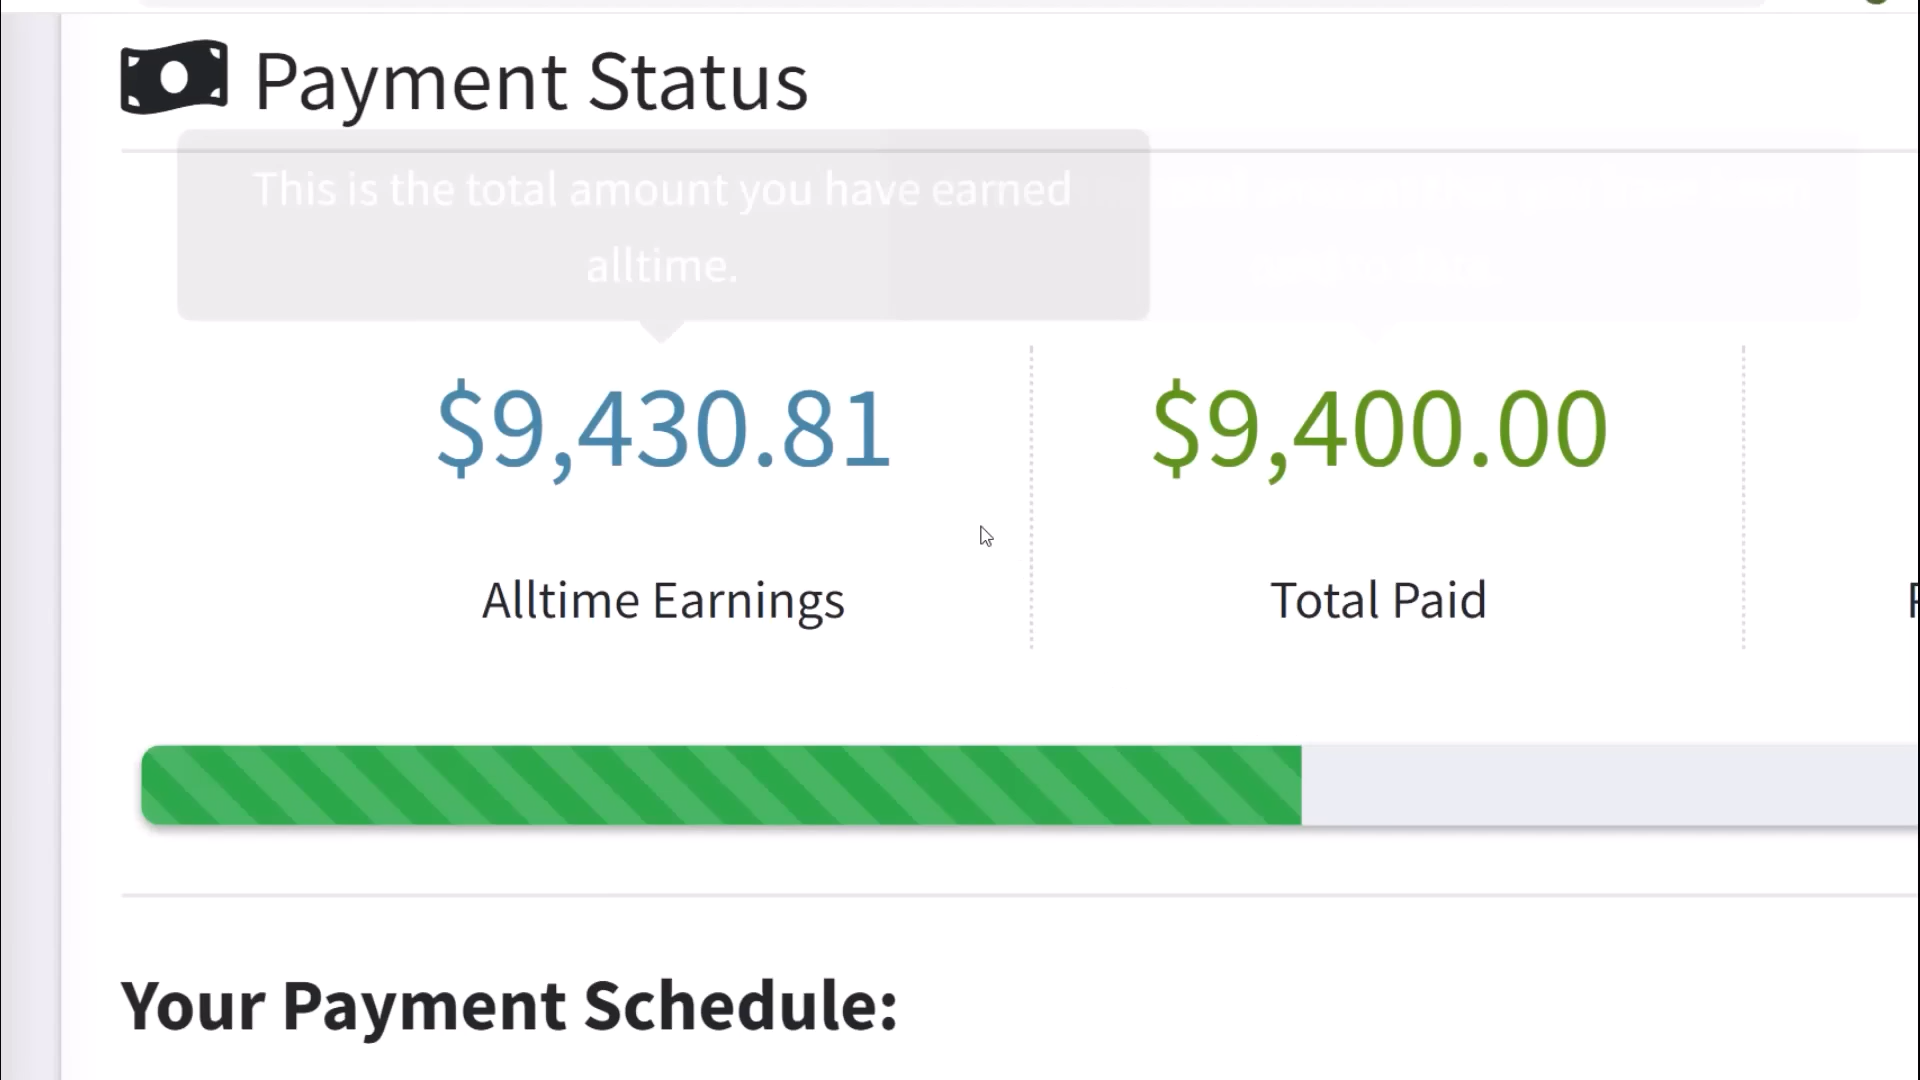 Payment Status
This is the total amount you have earned
alltime.
$9,430.81
$9,400.00
Alltime Earnings
Total Paid
Your Payment Schedule: